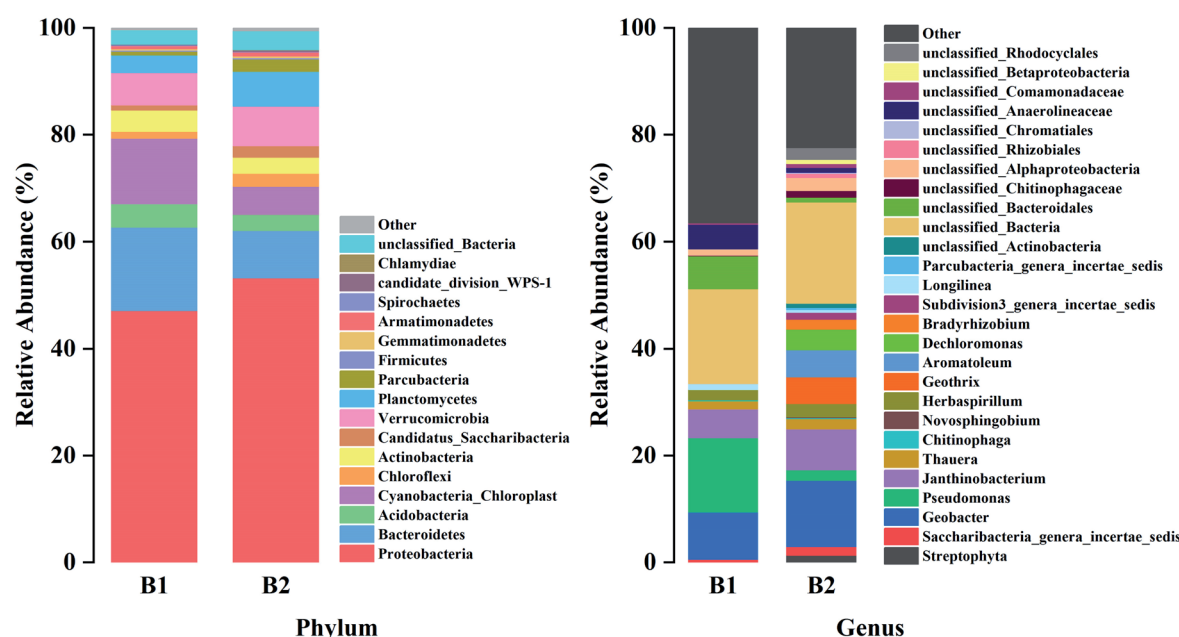 Relative Abundance (%)
100
80
60
40
20
0
B1
B2
Phylum
Other
unclassified_Bacteria
Chlamydiae
candidate_division_WPS-1
Spirochaetes
Armatimonadetes
Gemmatimonadetes
Firmicutes
Parcubacteria
Planctomycetes
Verrucomicrobia
Candidatus_Saccharibacteria
Actinobacteria
Chloroflexi
Cyanobacteria_Chloroplast
Acidobacteria
Bacteroidetes
Proteobacteria
Relative Abundance (%)
100
80
60
40
20
0
B1
B2
Genus
Other
unclassified_Rhodocyclales
unclassified_Betaproteobacteria
unclassified_Comamonadaceae
unclassified_Anaerolineaceae
unclassified_Chromatiales
unclassified_Rhizobiales
unclassified_Alphaproteobacteria
unclassified_Chitinophagaceae
unclassified_Bacteroidales
unclassified_Bacteria
unclassified_Actinobacteria
Parcubacteria_genera_incertae_sedis
Longilinea
Subdivision3_genera_incertae_sedis
Bradyrhizobium
Dechloromonas
Aromatoleum
Geothrix
Herbaspirillum
Novosphingobium
Chitinophaga
Thauera
Janthinobacterium
Pseudomonas
Geobacter
Saccharibacteria_genera_incertae_sedis
Streptophyta